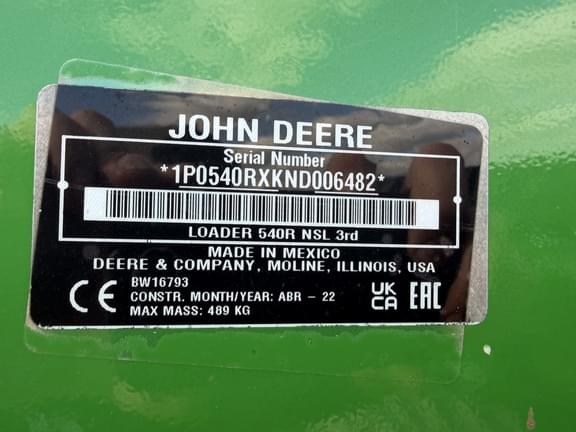 JOHN DEERE
Serial Number
*1P0540RXKND006482*
LOADER 540R NSL 3rd
MADE IN MEXICO
DEERE & COMPANY, MOLINE, ILLINOIS, USA
CE BW16793
CONSTR. MONTH/YEAR: ABR - 22
MAX MASS: 489 KG
UK
CA
EAC